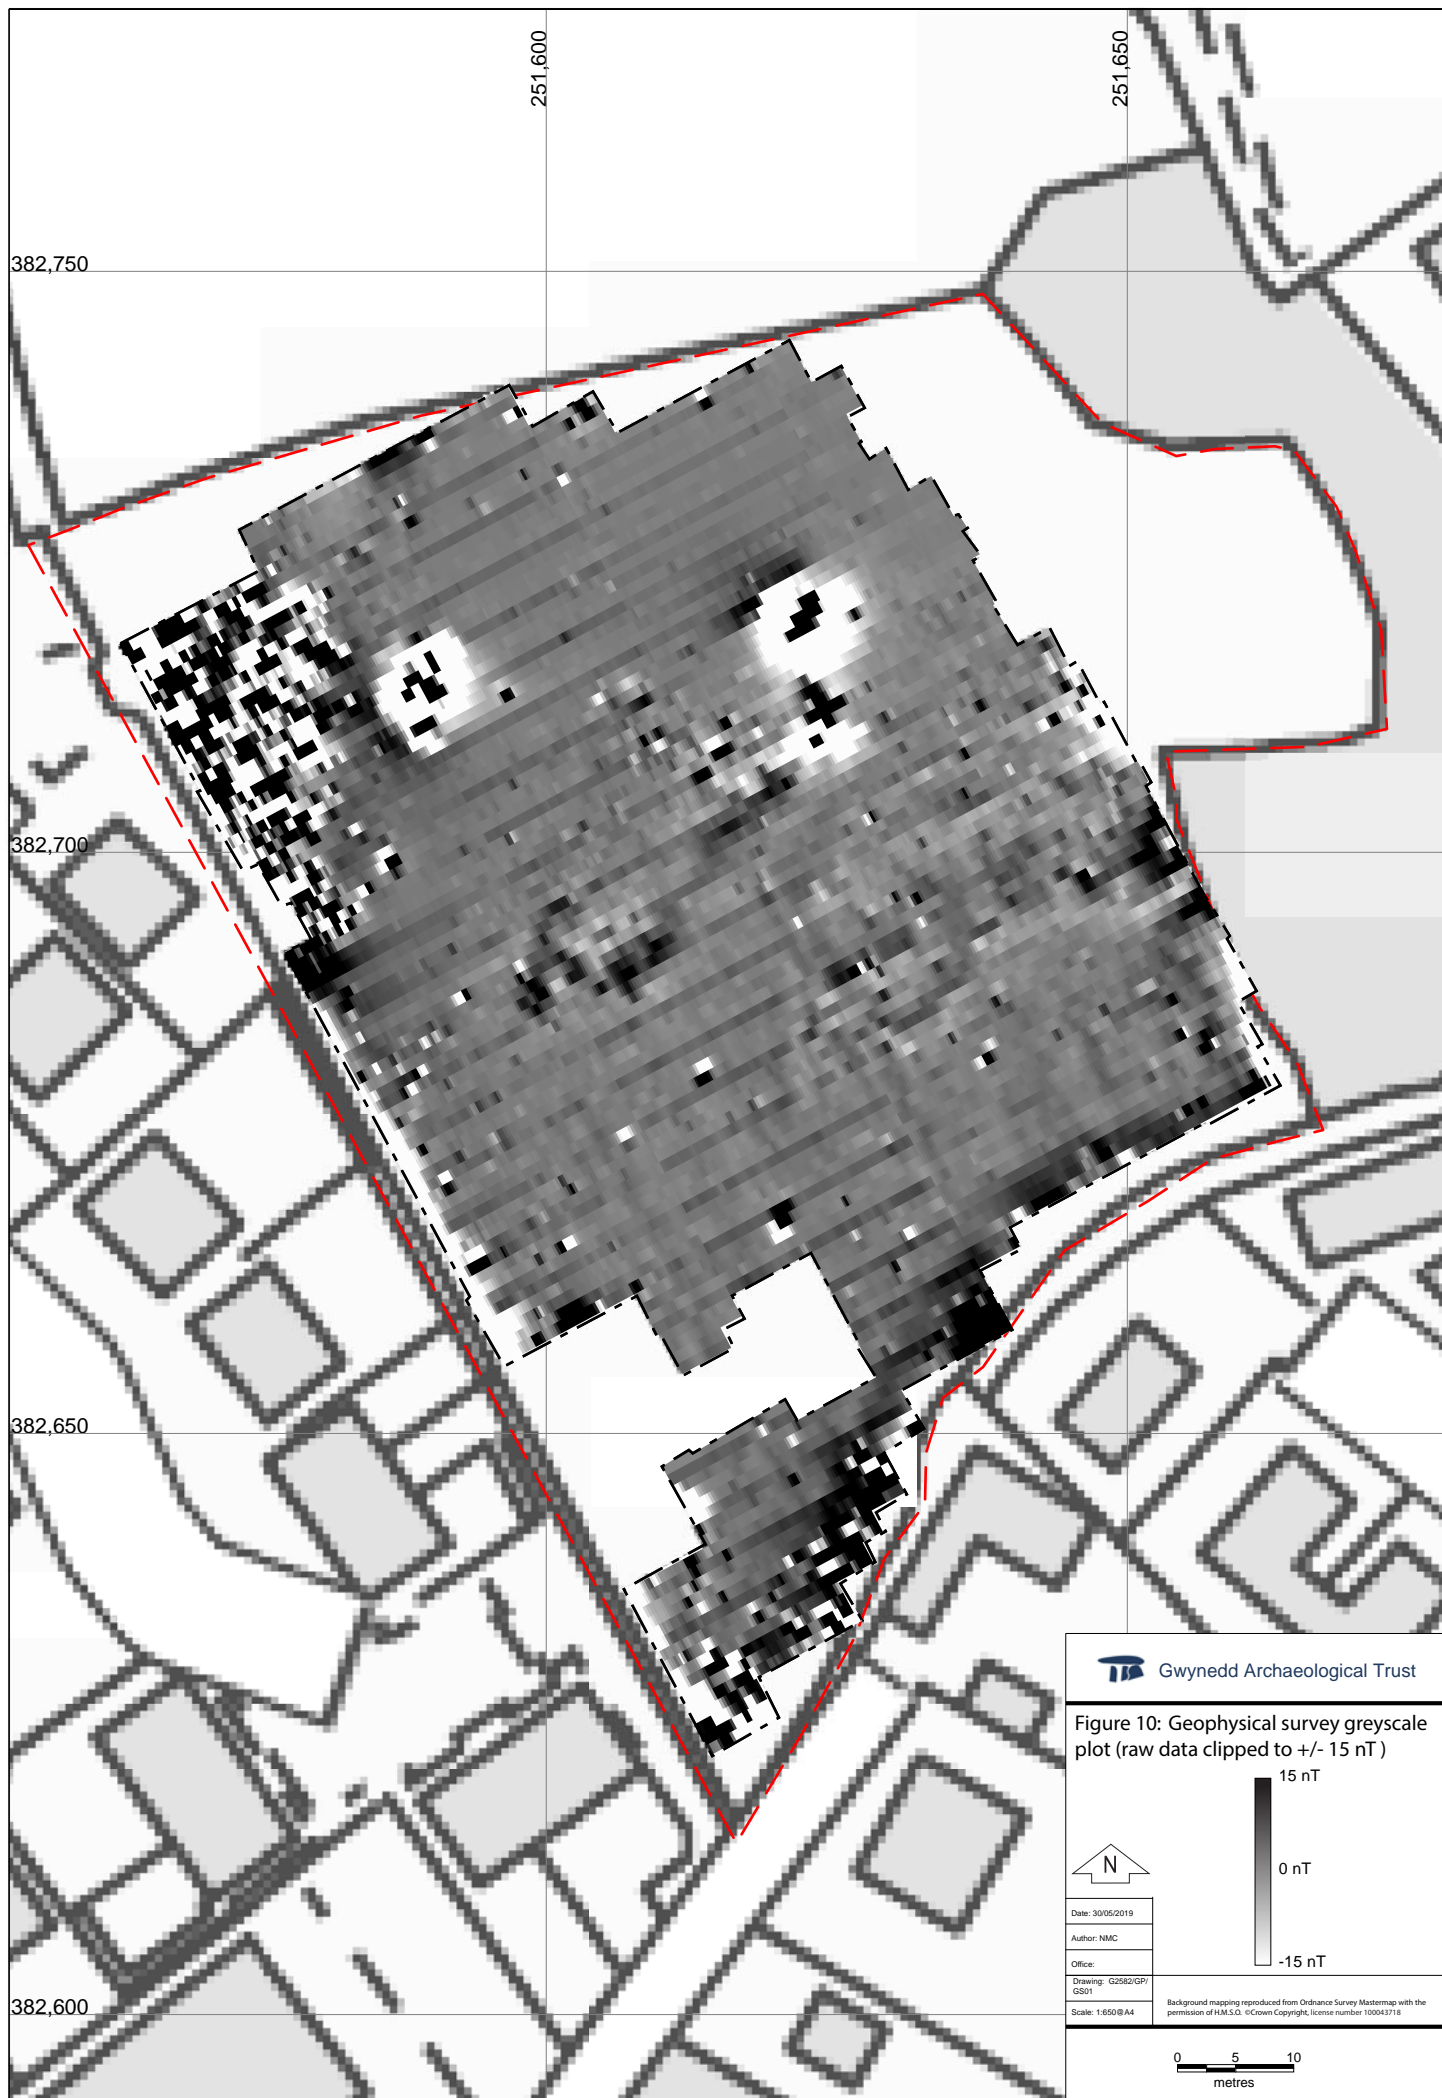 251,600
251,650
382,750
382,700
382,650
382,600
Gwynedd Archaeological Trust
Figure 10: Geophysical survey greyscale
plot (raw data clipped to +/- 15 nT )
15 nT
0 nT
-15 nT
N
Date: 30/05/2019
Author: NMC
Office:
Drawing: G2582/GP/
GS01
Scale: 1:650@A4
Background mapping reproduced from Ordnance Survey Mastermap with the
permission of H.M.S.O. ©Crown Copyright, license number 100043718
0 5 10
metres